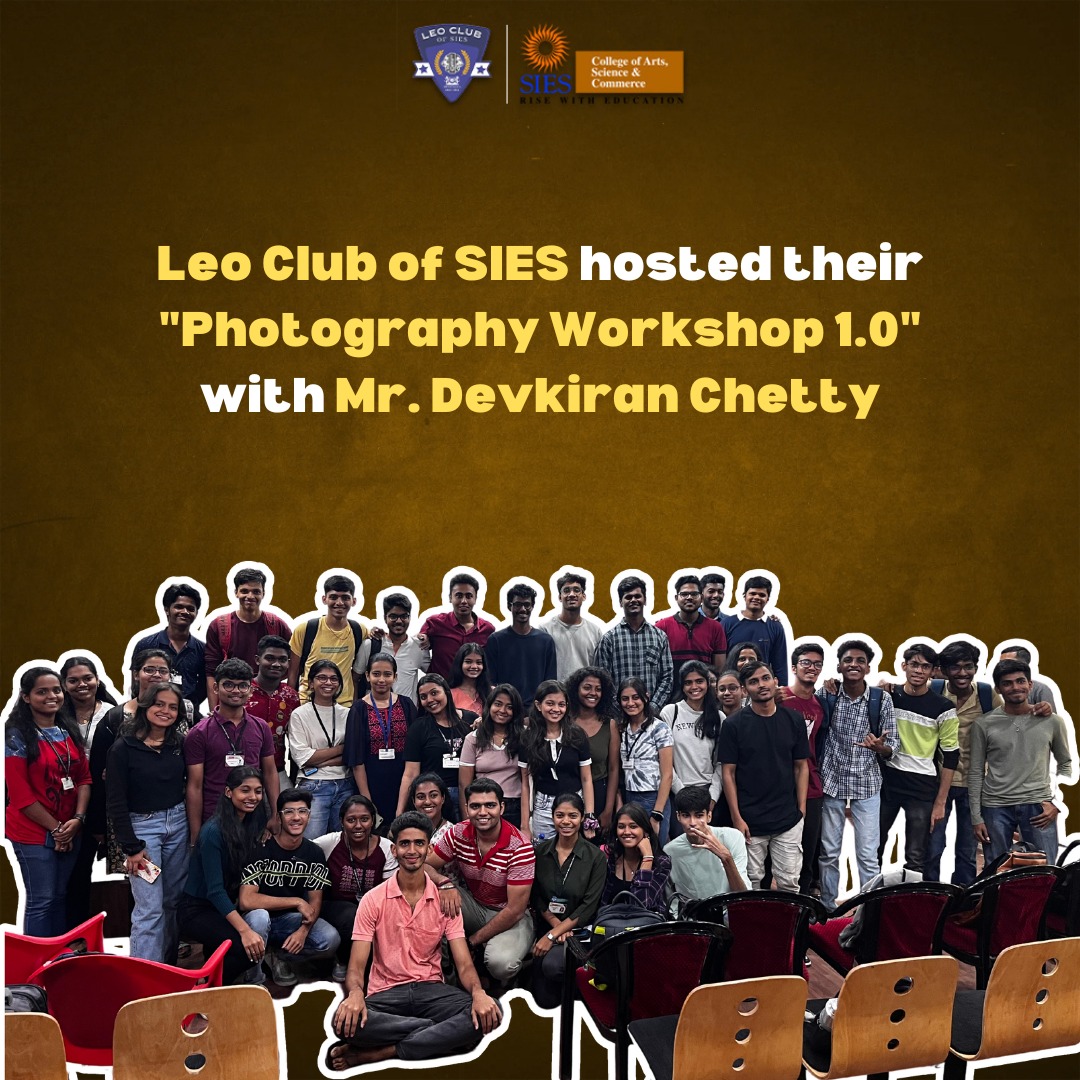 LEO CLUB
OF SIES
SIES
College of Arts,
Science &
Commerce
RISE WITH EDUCATION
Leo Club of SIES hosted their
"Photography Workshop 1.0"
with Mr. Devkiran Chetty